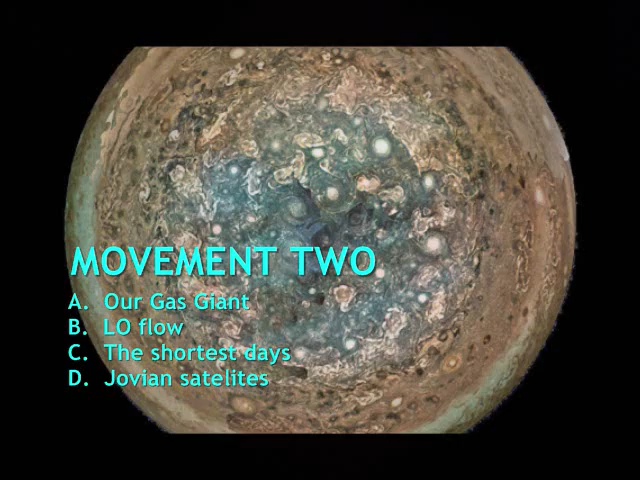 MOVEMENT TWO
A. Our Gas Giant
B. LO flow
C. The shortest days
D. Jovian satelites